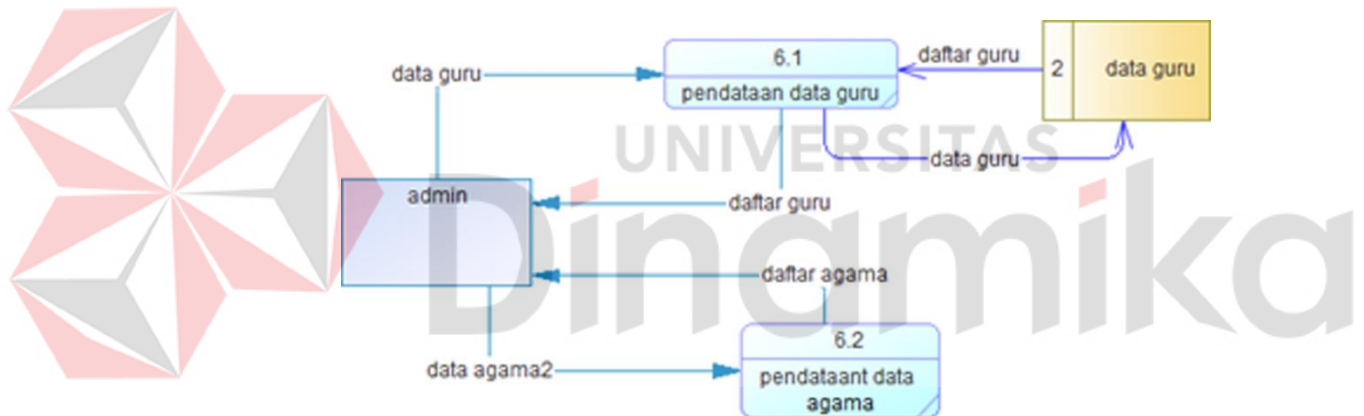 6.1
daftar guru
data guru
2
data guru
pendataan data guru
UNIVERSITAS
data guru
admin
daftar guru
Dinamika
daftar agama
6.2
data agama2
pendataant data
agama